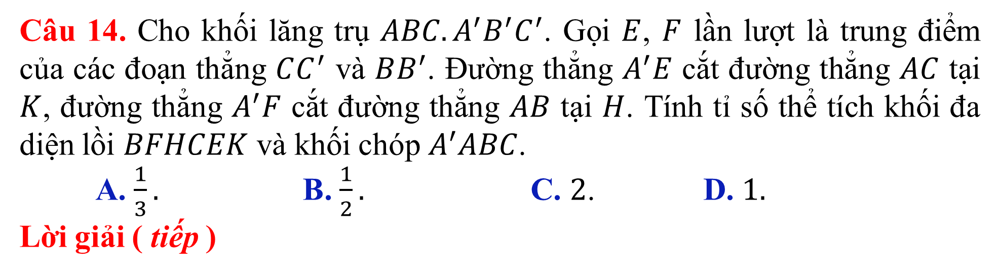 Câu 14. Cho khối lăng trụ ABC.A′B′C′. Gọi E, F lần lượt là trung điểm
của các đoạn thẳng CC′ và BB′. Đường thẳng A′E cắt đường thẳng AC tại
K, đường thẳng A′F cắt đường thẳng AB tại H. Tính tỉ số thể tích khối đa
diện lồi BFHCEK và khối chóp A′ABC.
A. 1/3. B. 1/2. C. 2. D. 1.
Lời giải ( tiếp )